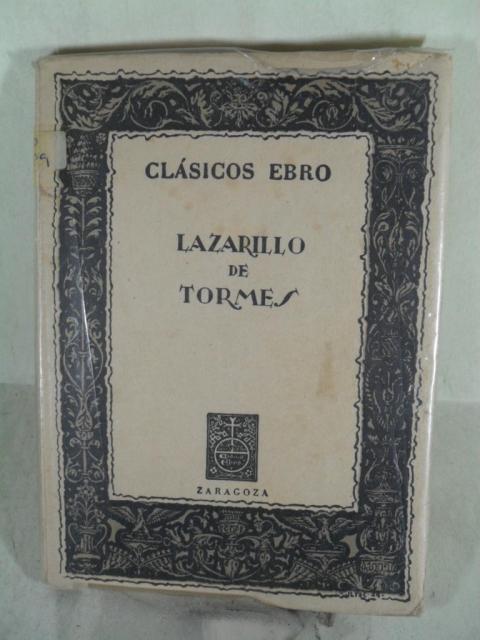 CLÁSICOS EBRO
LAZARILLO
DE
TORMES
ZARAGOZA